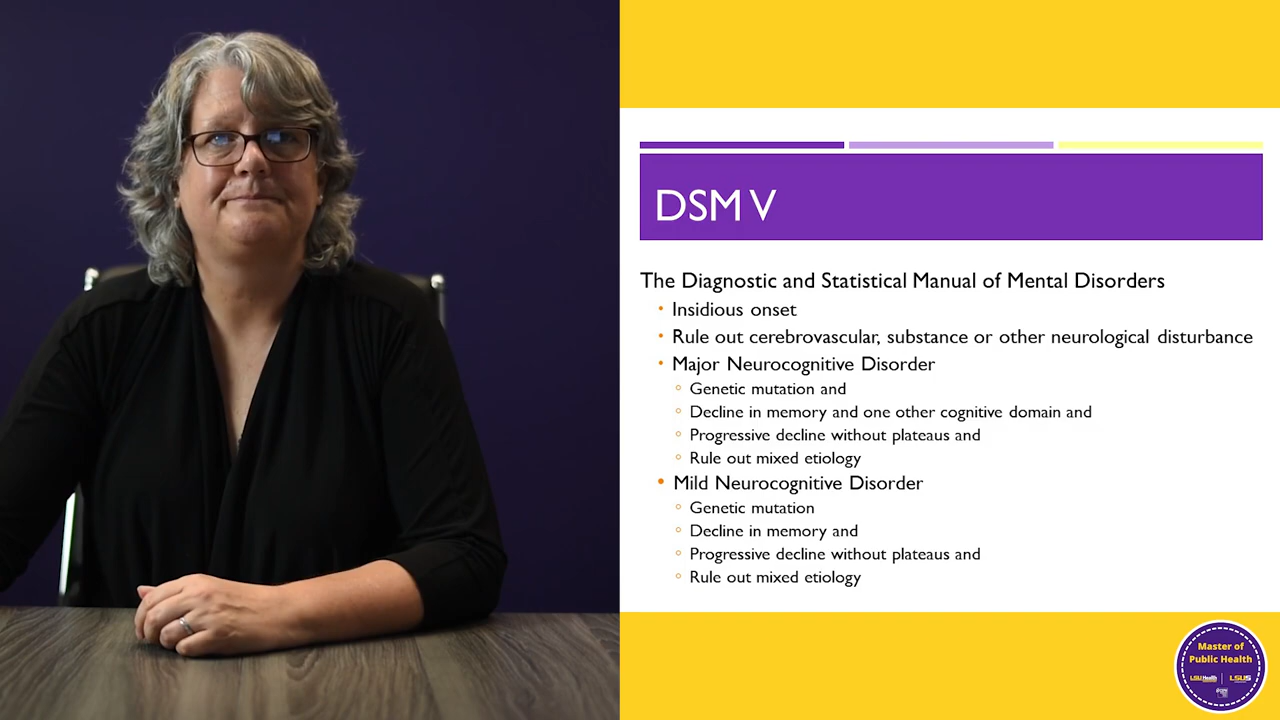 DSM V
The Diagnostic and Statistical Manual of Mental Disorders
• Insidious onset
• Rule out cerebrovascular, substance or other neurological disturbance
• Major Neurocognitive Disorder
◦ Genetic mutation and
◦ Decline in memory and one other cognitive domain and
◦ Progressive decline without plateaus and
◦ Rule out mixed etiology
• Mild Neurocognitive Disorder
◦ Genetic mutation
◦ Decline in memory and
◦ Progressive decline without plateaus and
◦ Rule out mixed etiology
Master of
Public Health
LSU Health
LSUS